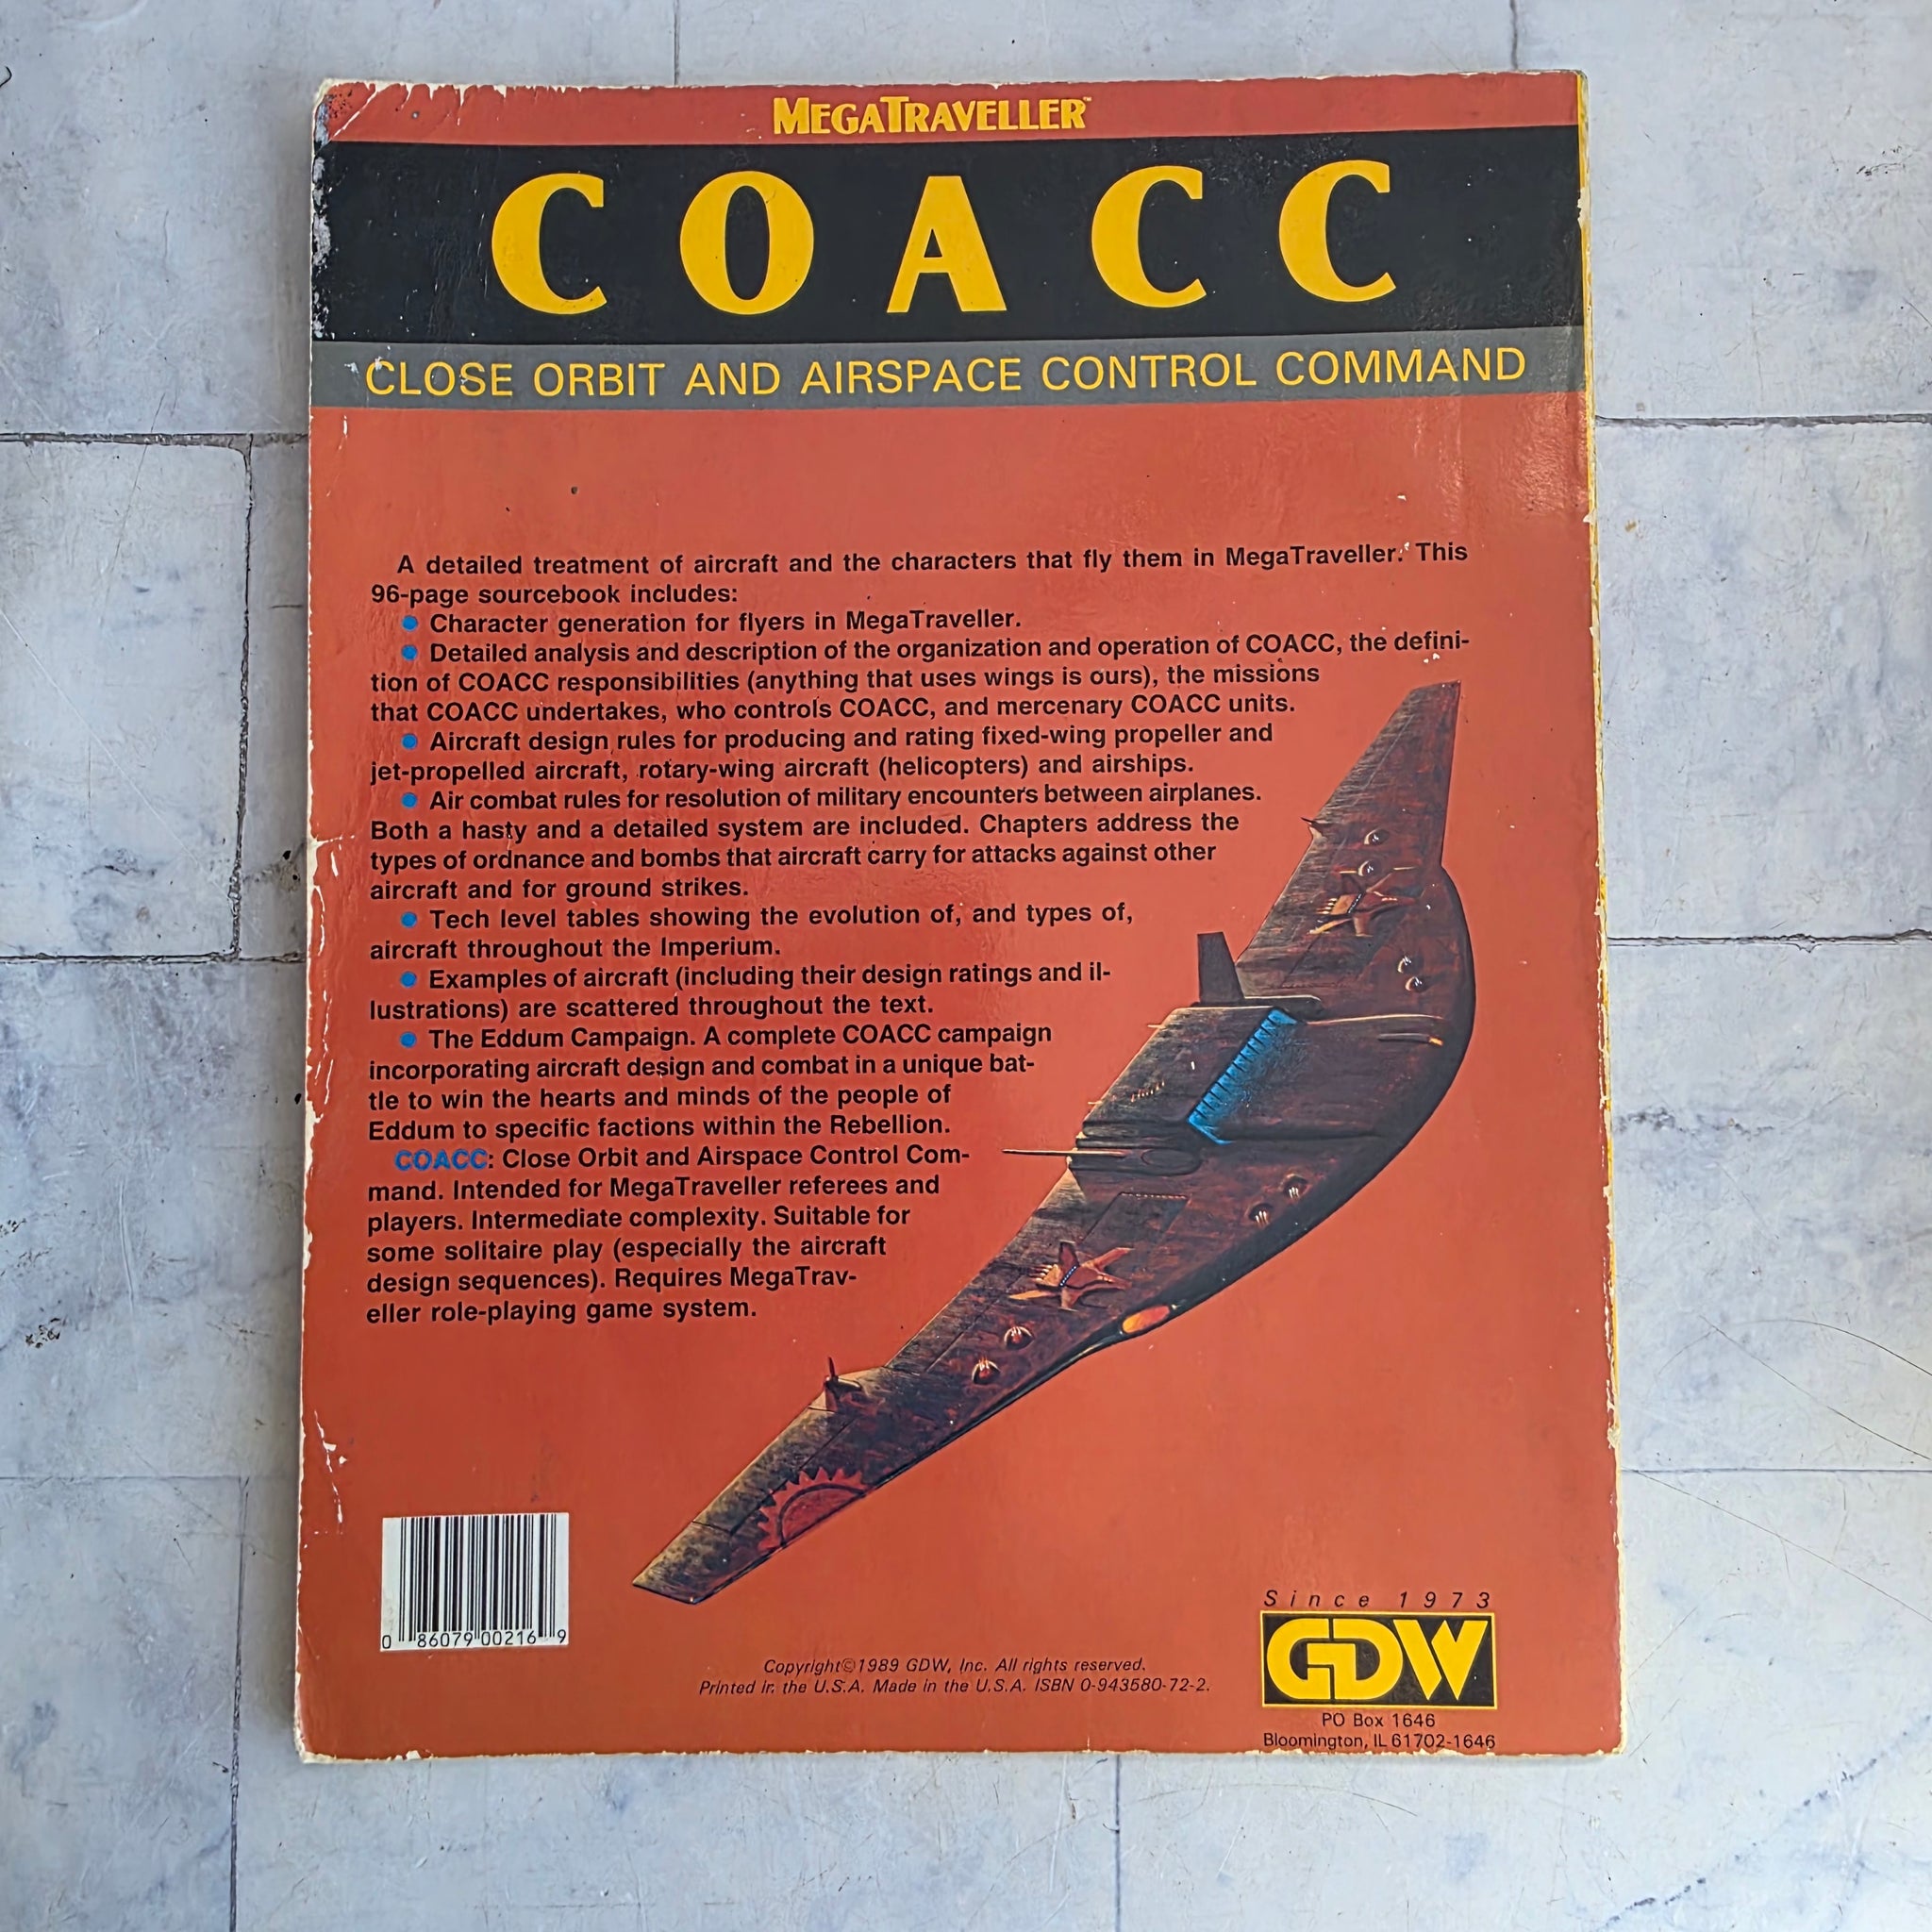 MEGATRAVELLER™
COACC
CLOSE ORBIT AND AIRSPACE CONTROL COMMAND
A detailed treatment of aircraft and the characters that fly them in MegaTraveller. This
96-page sourcebook includes:
● Character generation for flyers in MegaTraveller.
● Detailed analysis and description of the organization and operation of COACC, the defini-
tion of COACC responsibilities (anything that uses wings is ours), the missions
that COACC undertakes, who controls COACC, and mercenary COACC units.
● Aircraft design rules for producing and rating fixed-wing propeller and
jet-propelled aircraft, rotary-wing aircraft (helicopters) and airships.
● Air combat rules for resolution of military encounters between airplanes.
Both a hasty and a detailed system are included. Chapters address the
types of ordnance and bombs that aircraft carry for attacks against other
aircraft and for ground strikes.
● Tech level tables showing the evolution of, and types of,
aircraft throughout the Imperium.
● Examples of aircraft (including their design ratings and il-
lustrations) are scattered throughout the text.
● The Eddum Campaign. A complete COACC campaign
incorporating aircraft design and combat in a unique bat-
tle to win the hearts and minds of the people of
Eddum to specific factions within the Rebellion.
COACC: Close Orbit and Airspace Control Com-
mand. Intended for MegaTraveller referees and
players. Intermediate complexity. Suitable for
some solitaire play (especially the aircraft
design sequences). Requires MegaTrav-
eller role-playing game system.
0 86079 00216 9
Copyright©1989 GDW, Inc. All rights reserved.
Printed in the U.S.A. Made in the U.S.A. ISBN 0-943580-72-2.
Since 1973
GDW
PO Box 1646
Bloomington, IL 61702-1646